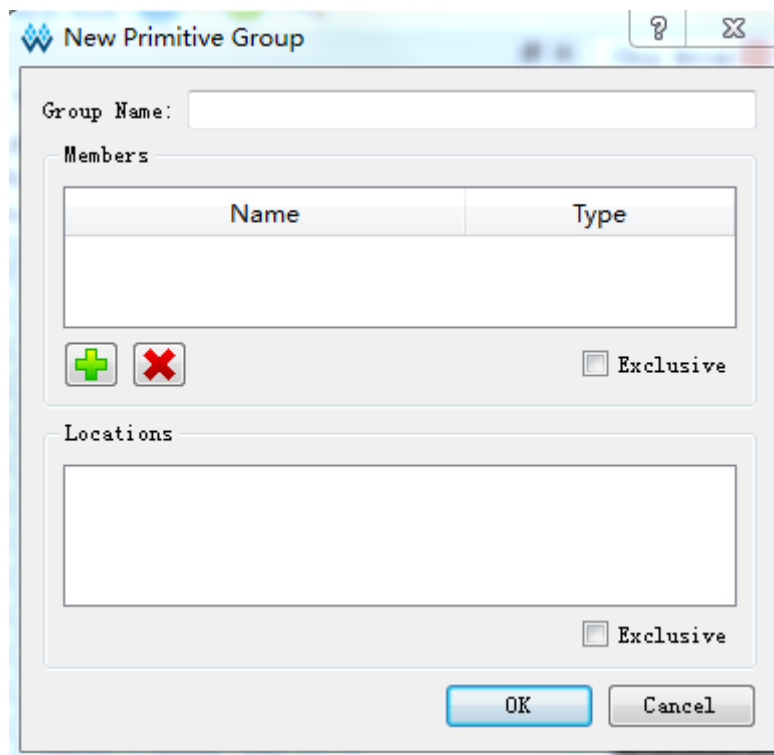 New Primitive Group
Group Name:
Members
Name Type
Exclusive
Locations
Exclusive
OK Cancel